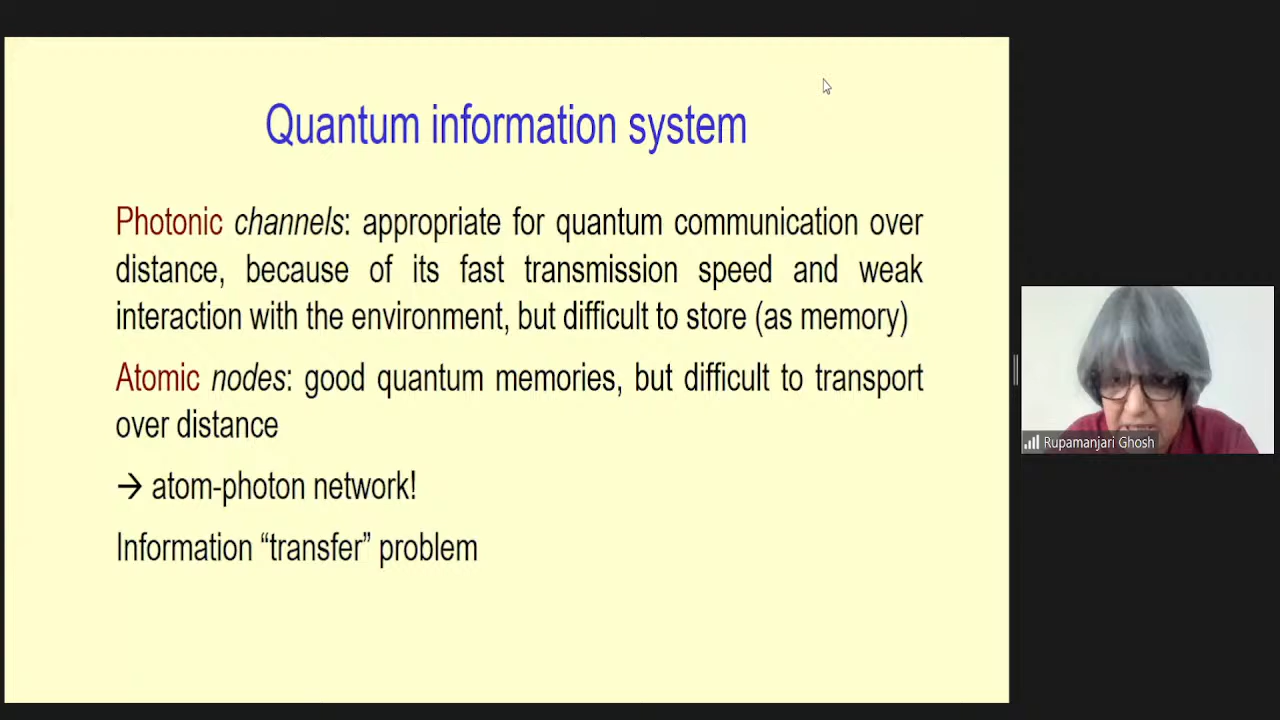 Quantum information system
Photonic channels: appropriate for quantum communication over
distance, because of its fast transmission speed and weak
interaction with the environment, but difficult to store (as memory)
Atomic nodes: good quantum memories, but difficult to transport
over distance
→ atom-photon network!
Information “transfer” problem
Rupamanjari Ghosh